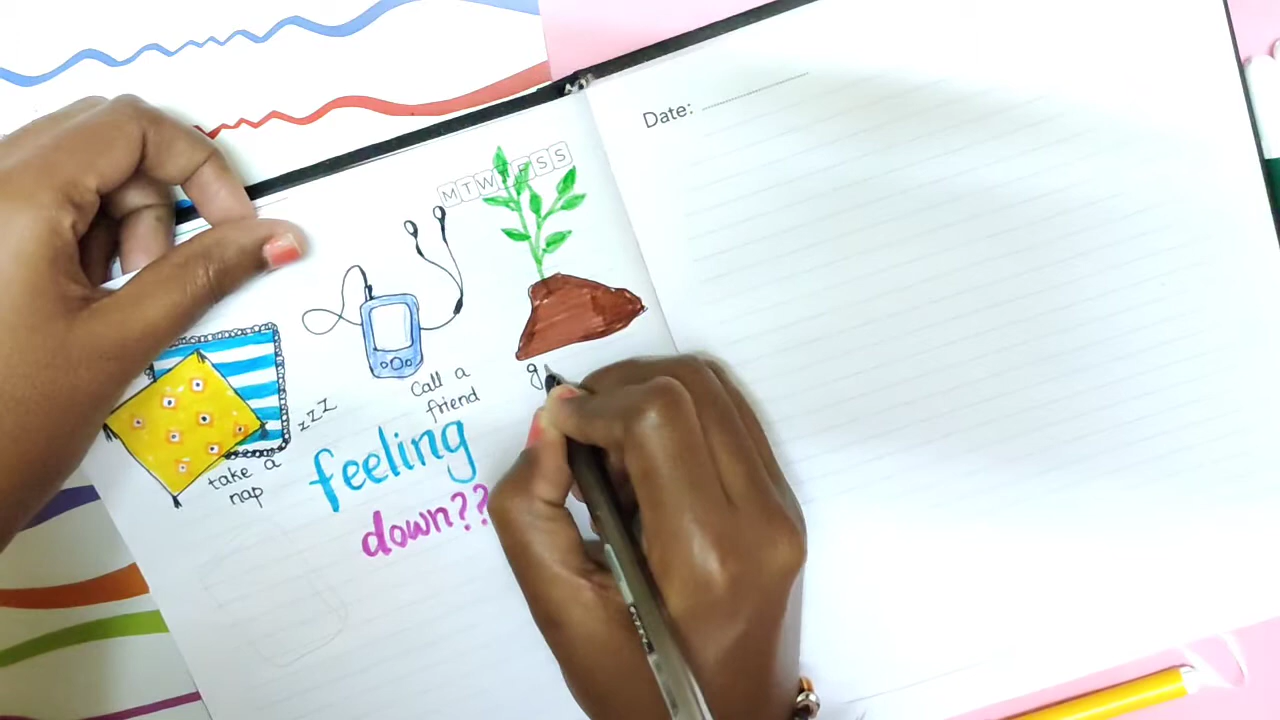 Date:
M T W T F S S
Call a
friend
zzz
take a
nap
feeling
down??
g